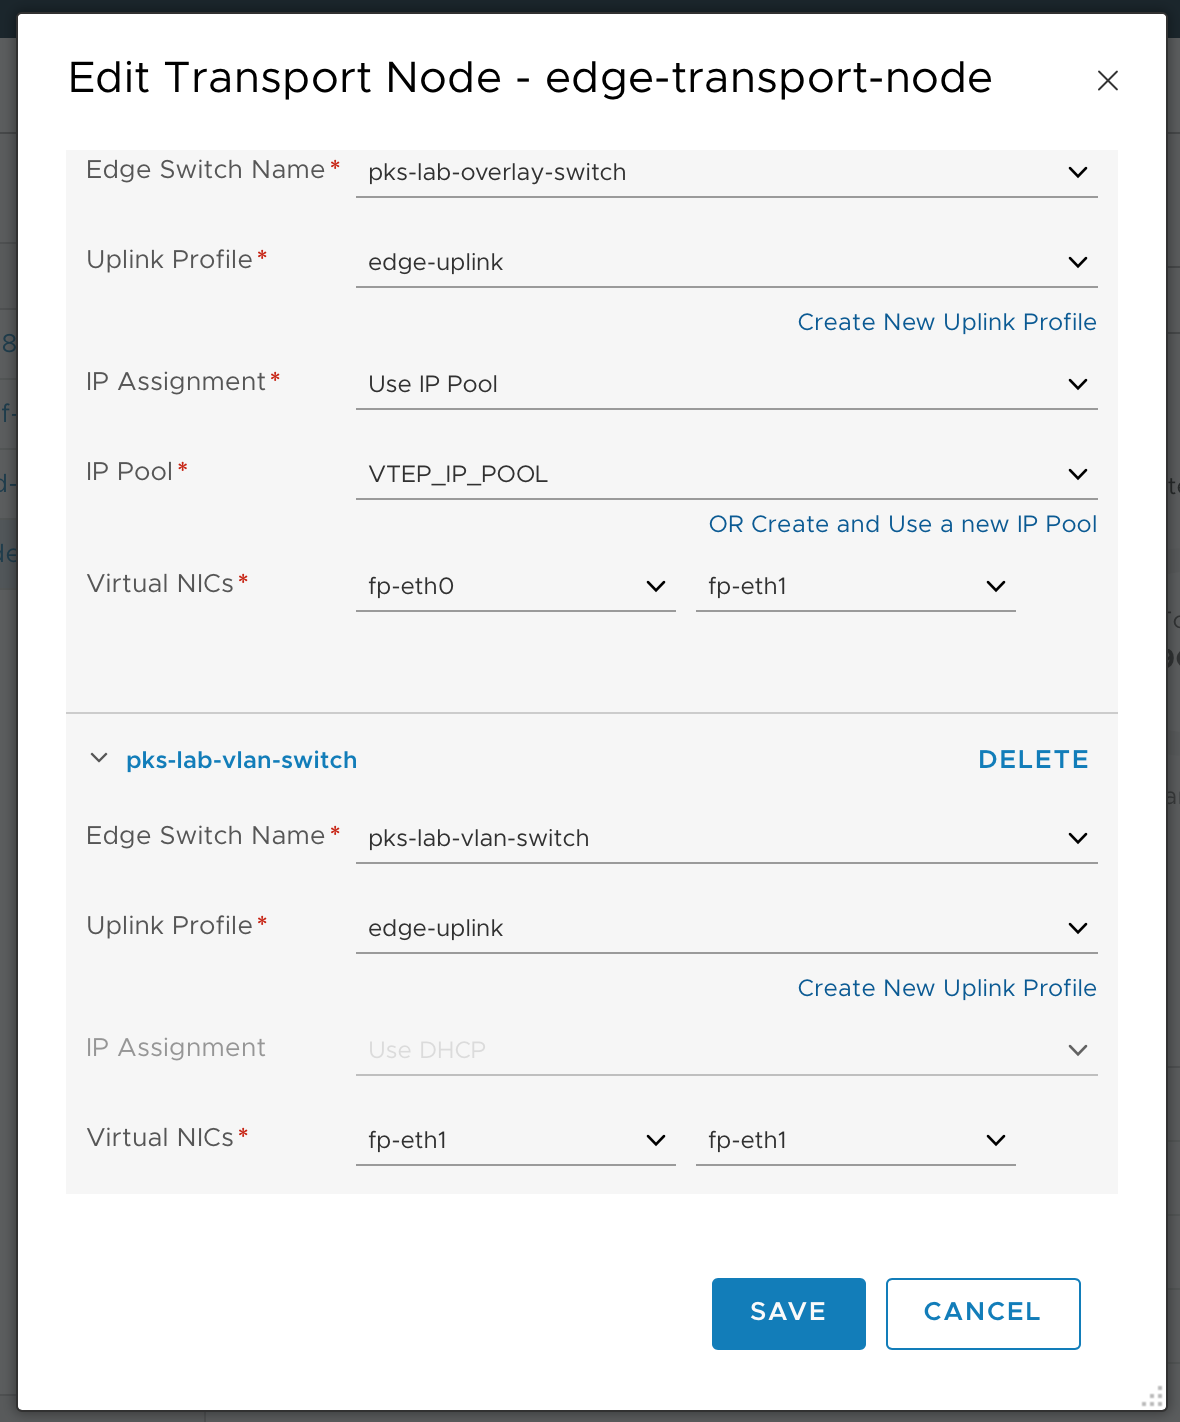 Edit Transport Node - edge-transport-node
Edge Switch Name* pks-lab-overlay-switch
Uplink Profile* edge-uplink
Create New Uplink Profile
IP Assignment* Use IP Pool
IP Pool* VTEP_IP_POOL
OR Create and Use a new IP Pool
Virtual NICs* fp-eth0 fp-eth1
pks-lab-vlan-switch DELETE
Edge Switch Name* pks-lab-vlan-switch
Uplink Profile* edge-uplink
Create New Uplink Profile
IP Assignment Use DHCP
Virtual NICs* fp-eth1 fp-eth1
SAVE CANCEL